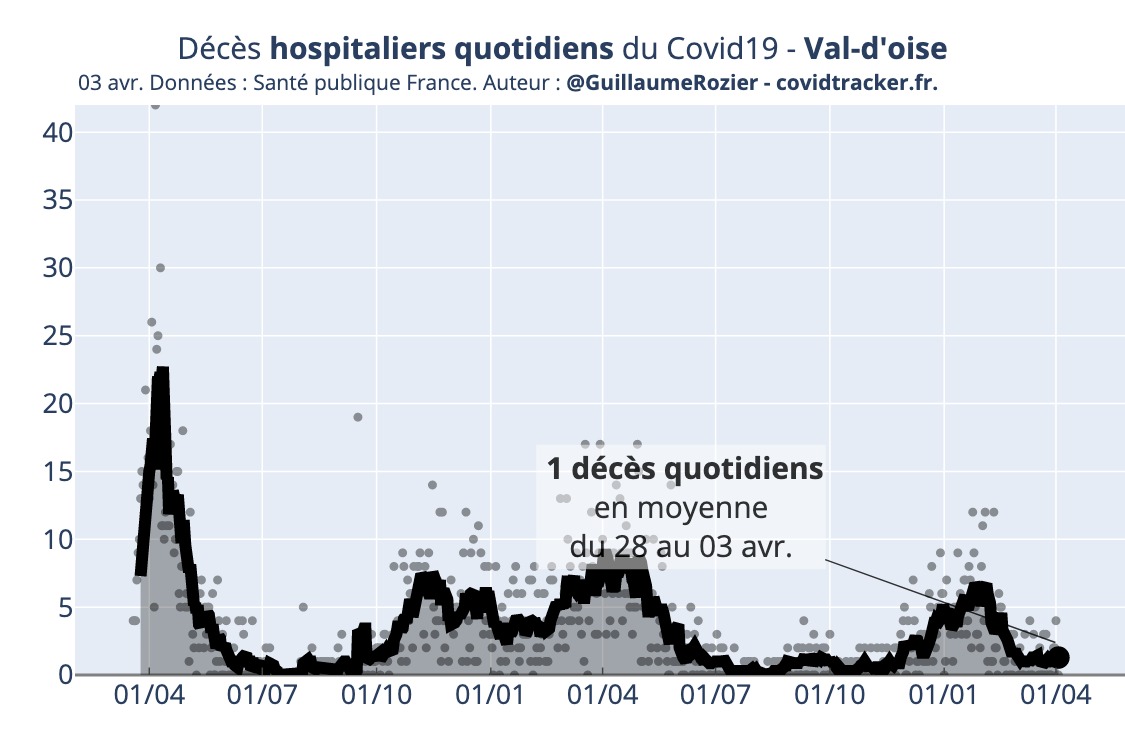 Décès hospitaliers quotidiens du Covid19 - Val-d'oise
03 avr. Données : Santé publique France. Auteur : @GuillaumeRozier - covidtracker.fr.
40
35
30
25
20
15
10
5
0
1 décès quotidiens
en moyenne
du 28 au 03 avr.
01/04 01/07 01/10 01/01 01/04 01/07 01/10 01/01 01/04